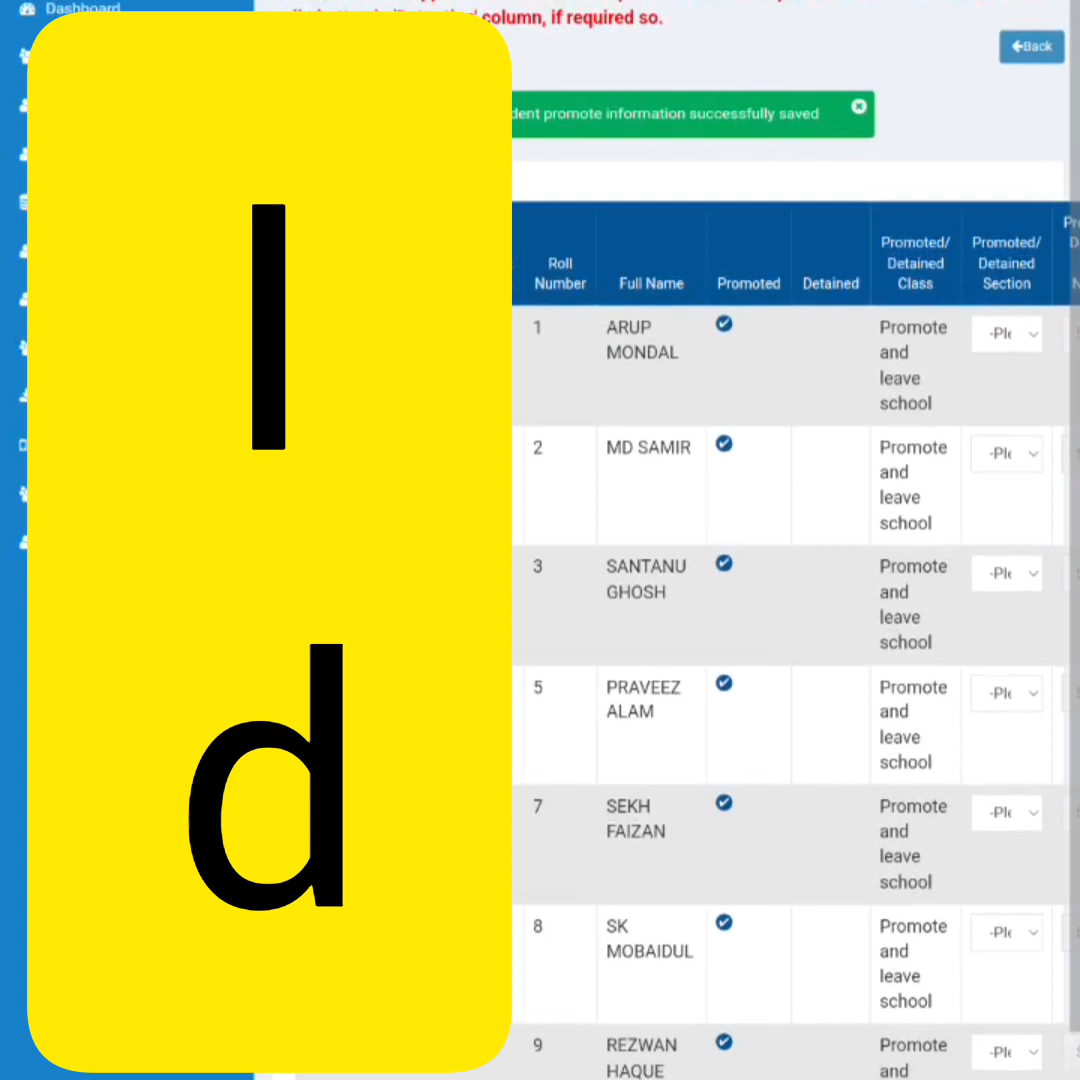 Dashboard
column, if required so.
Back
dent promote information successfully saved
I
d
Roll Number
Full Name
Promoted
Detained
Promoted/ Detained Class
Promoted/ Detained Section
1 ARUP MONDAL Promote and leave school
2 MD SAMIR Promote and leave school
3 SANTANU GHOSH Promote and leave school
5 PRAVEEZ ALAM Promote and leave school
7 SEKH FAIZAN Promote and leave school
8 SK MOBAIDUL Promote and leave school
9 REZWAN HAQUE Promote and